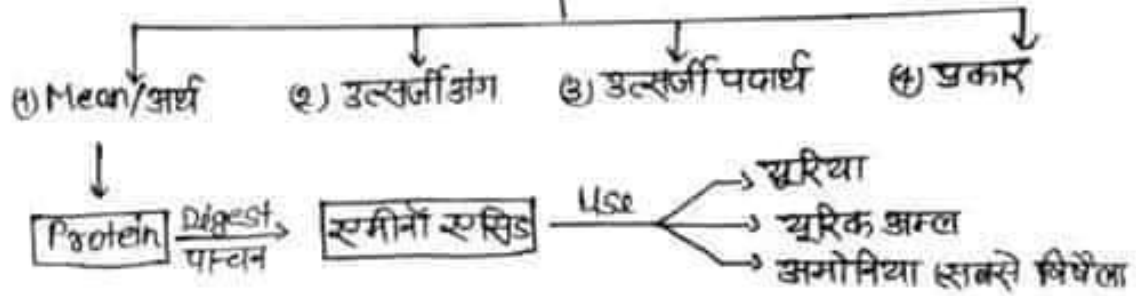 (1) Mean/अर्थ (2) उत्सर्जी अंग (3) उत्सर्जी पदार्थ (4) प्रकार
Protein Digest पाचन एमीनों एसिड Use यूरिया
यूरिक अम्ल
अमोनिया (सबसे विषैला